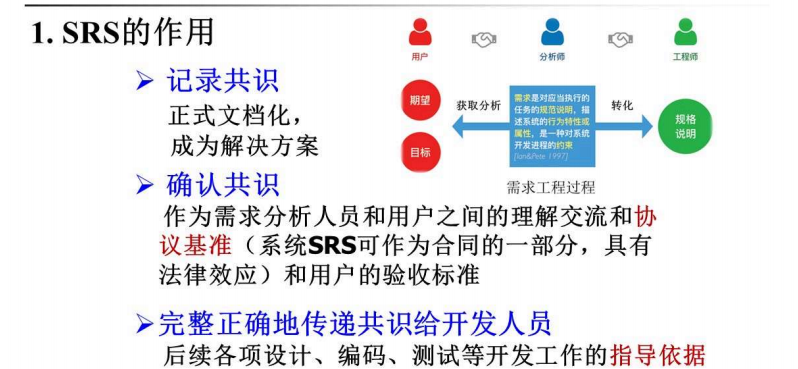 1. SRS的作用
用户
分析师
工程师
➢ 记录共识
正式文档化，
成为解决方案
期望
目标
获取分析
需求是对应当执行的
任务的规范说明，描
述系统的行为特性或
属性，是一种对系统
开发进程的约束
[Ian&Pete 1997]
转化
规格
说明
需求工程过程
➢ 确认共识
作为需求分析人员和用户之间的理解交流和协
议基准（系统SRS可作为合同的一部分，具有
法律效应）和用户的验收标准
➢完整正确地传递共识给开发人员
后续各项设计、编码、测试等开发工作的指导依据